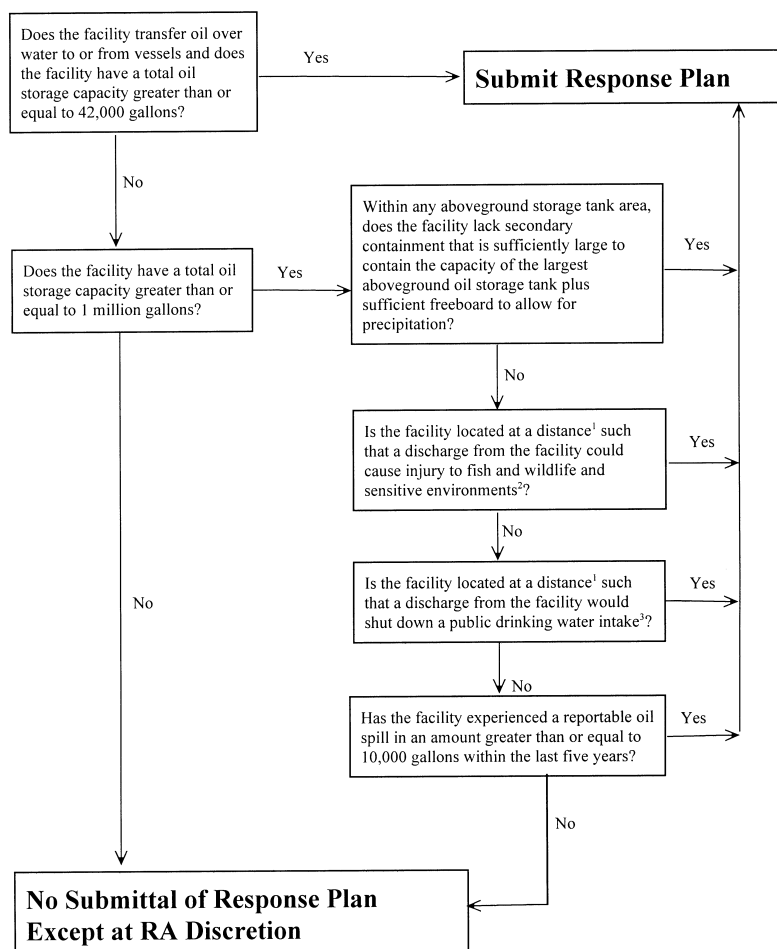 Does the facility transfer oil over
water to or from vessels and does
the facility have a total oil
storage capacity greater than or
equal to 42,000 gallons?
Yes
Submit Response Plan
No
Within any aboveground storage tank area,
does the facility lack secondary
containment that is sufficiently large to
contain the capacity of the largest
aboveground oil storage tank plus
sufficient freeboard to allow for
precipitation?
Yes
Does the facility have a total oil
storage capacity greater than or
equal to 1 million gallons?
Yes
No
Is the facility located at a distance¹ such
that a discharge from the facility could
cause injury to fish and wildlife and
sensitive environments²?
Yes
No
Is the facility located at a distance¹ such
that a discharge from the facility would
shut down a public drinking water intake³?
Yes
No
No
Has the facility experienced a reportable oil
spill in an amount greater than or equal to
10,000 gallons within the last five years?
Yes
No
No Submittal of Response Plan
Except at RA Discretion